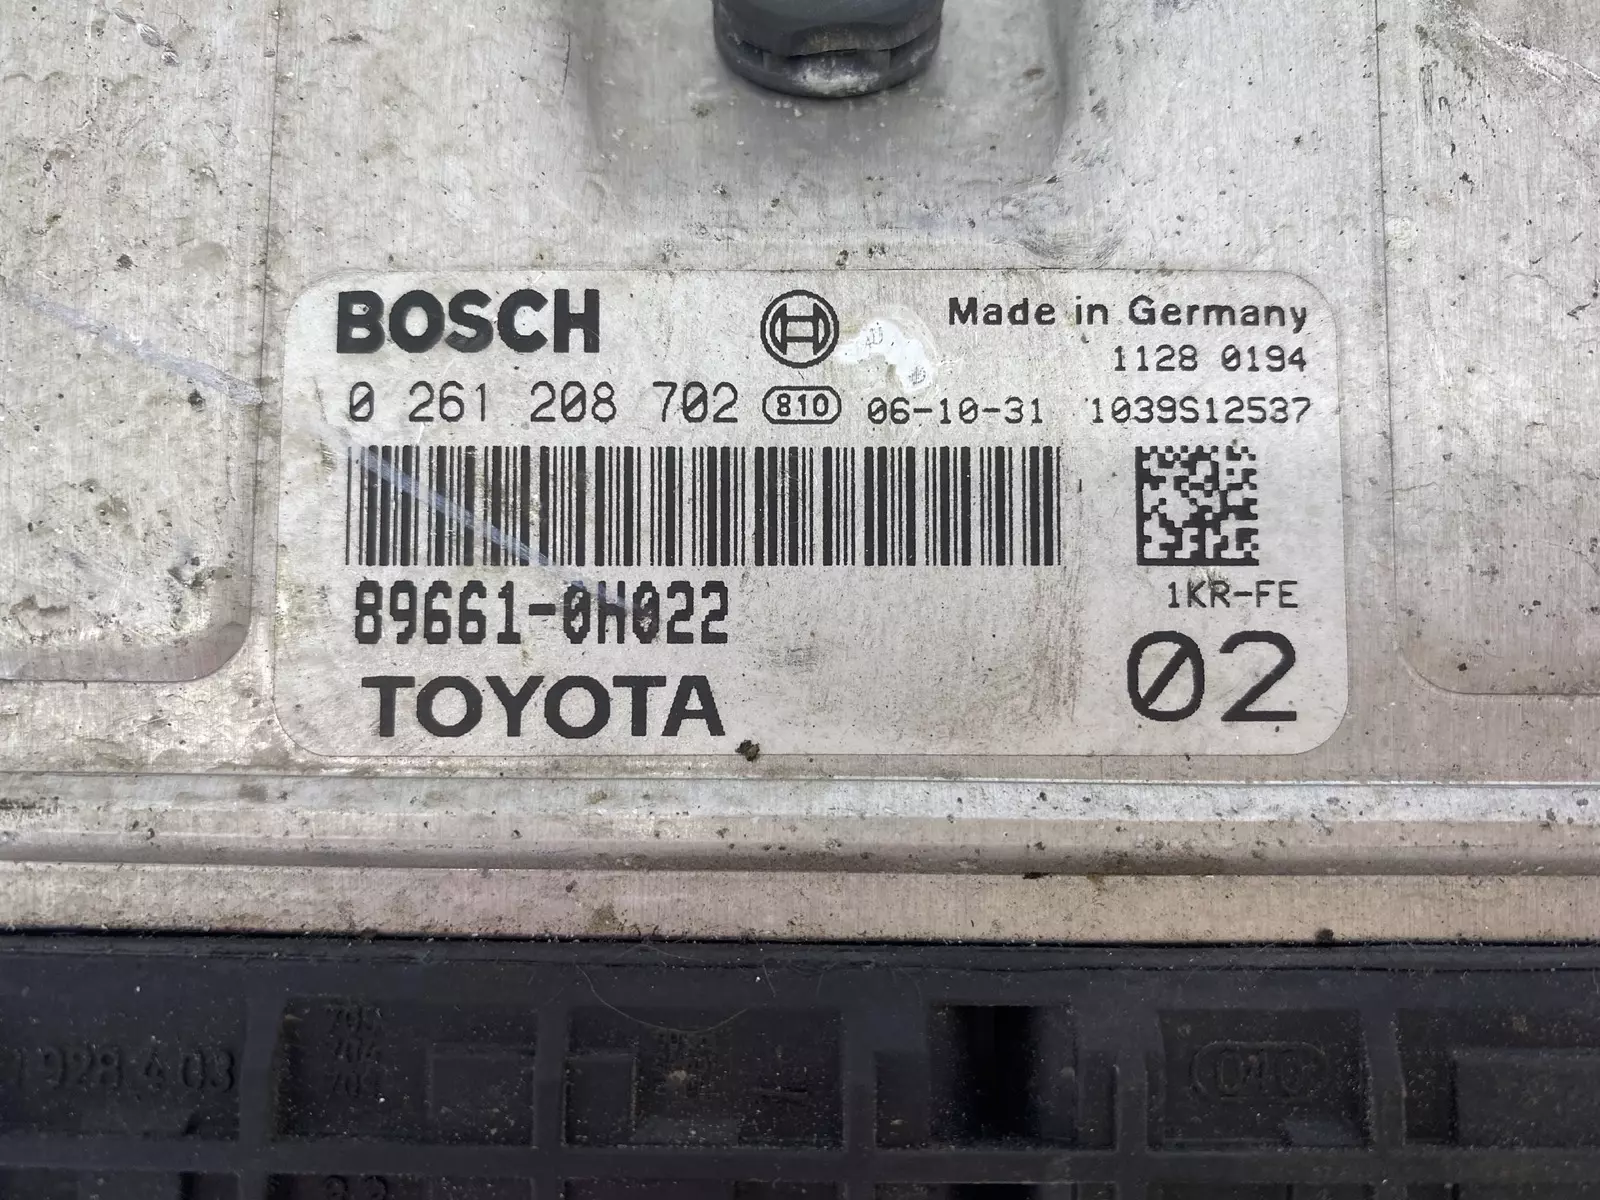 BOSCH
Made in Germany
1128 0194
0 261 208 702 810 06-10-31 1039S12537
89661-0H022
1KR-FE
02
TOYOTA